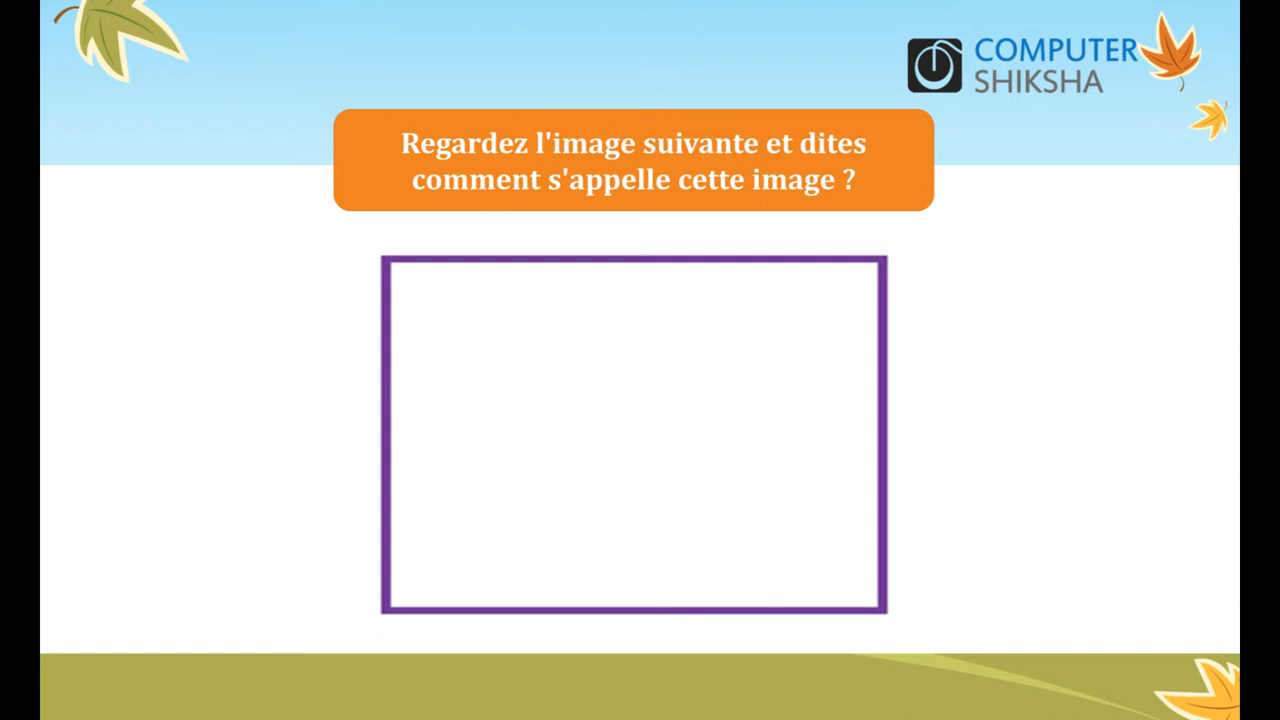 COMPUTER
SHIKSHA
Regardez l'image suivante et dites
comment s'appelle cette image ?